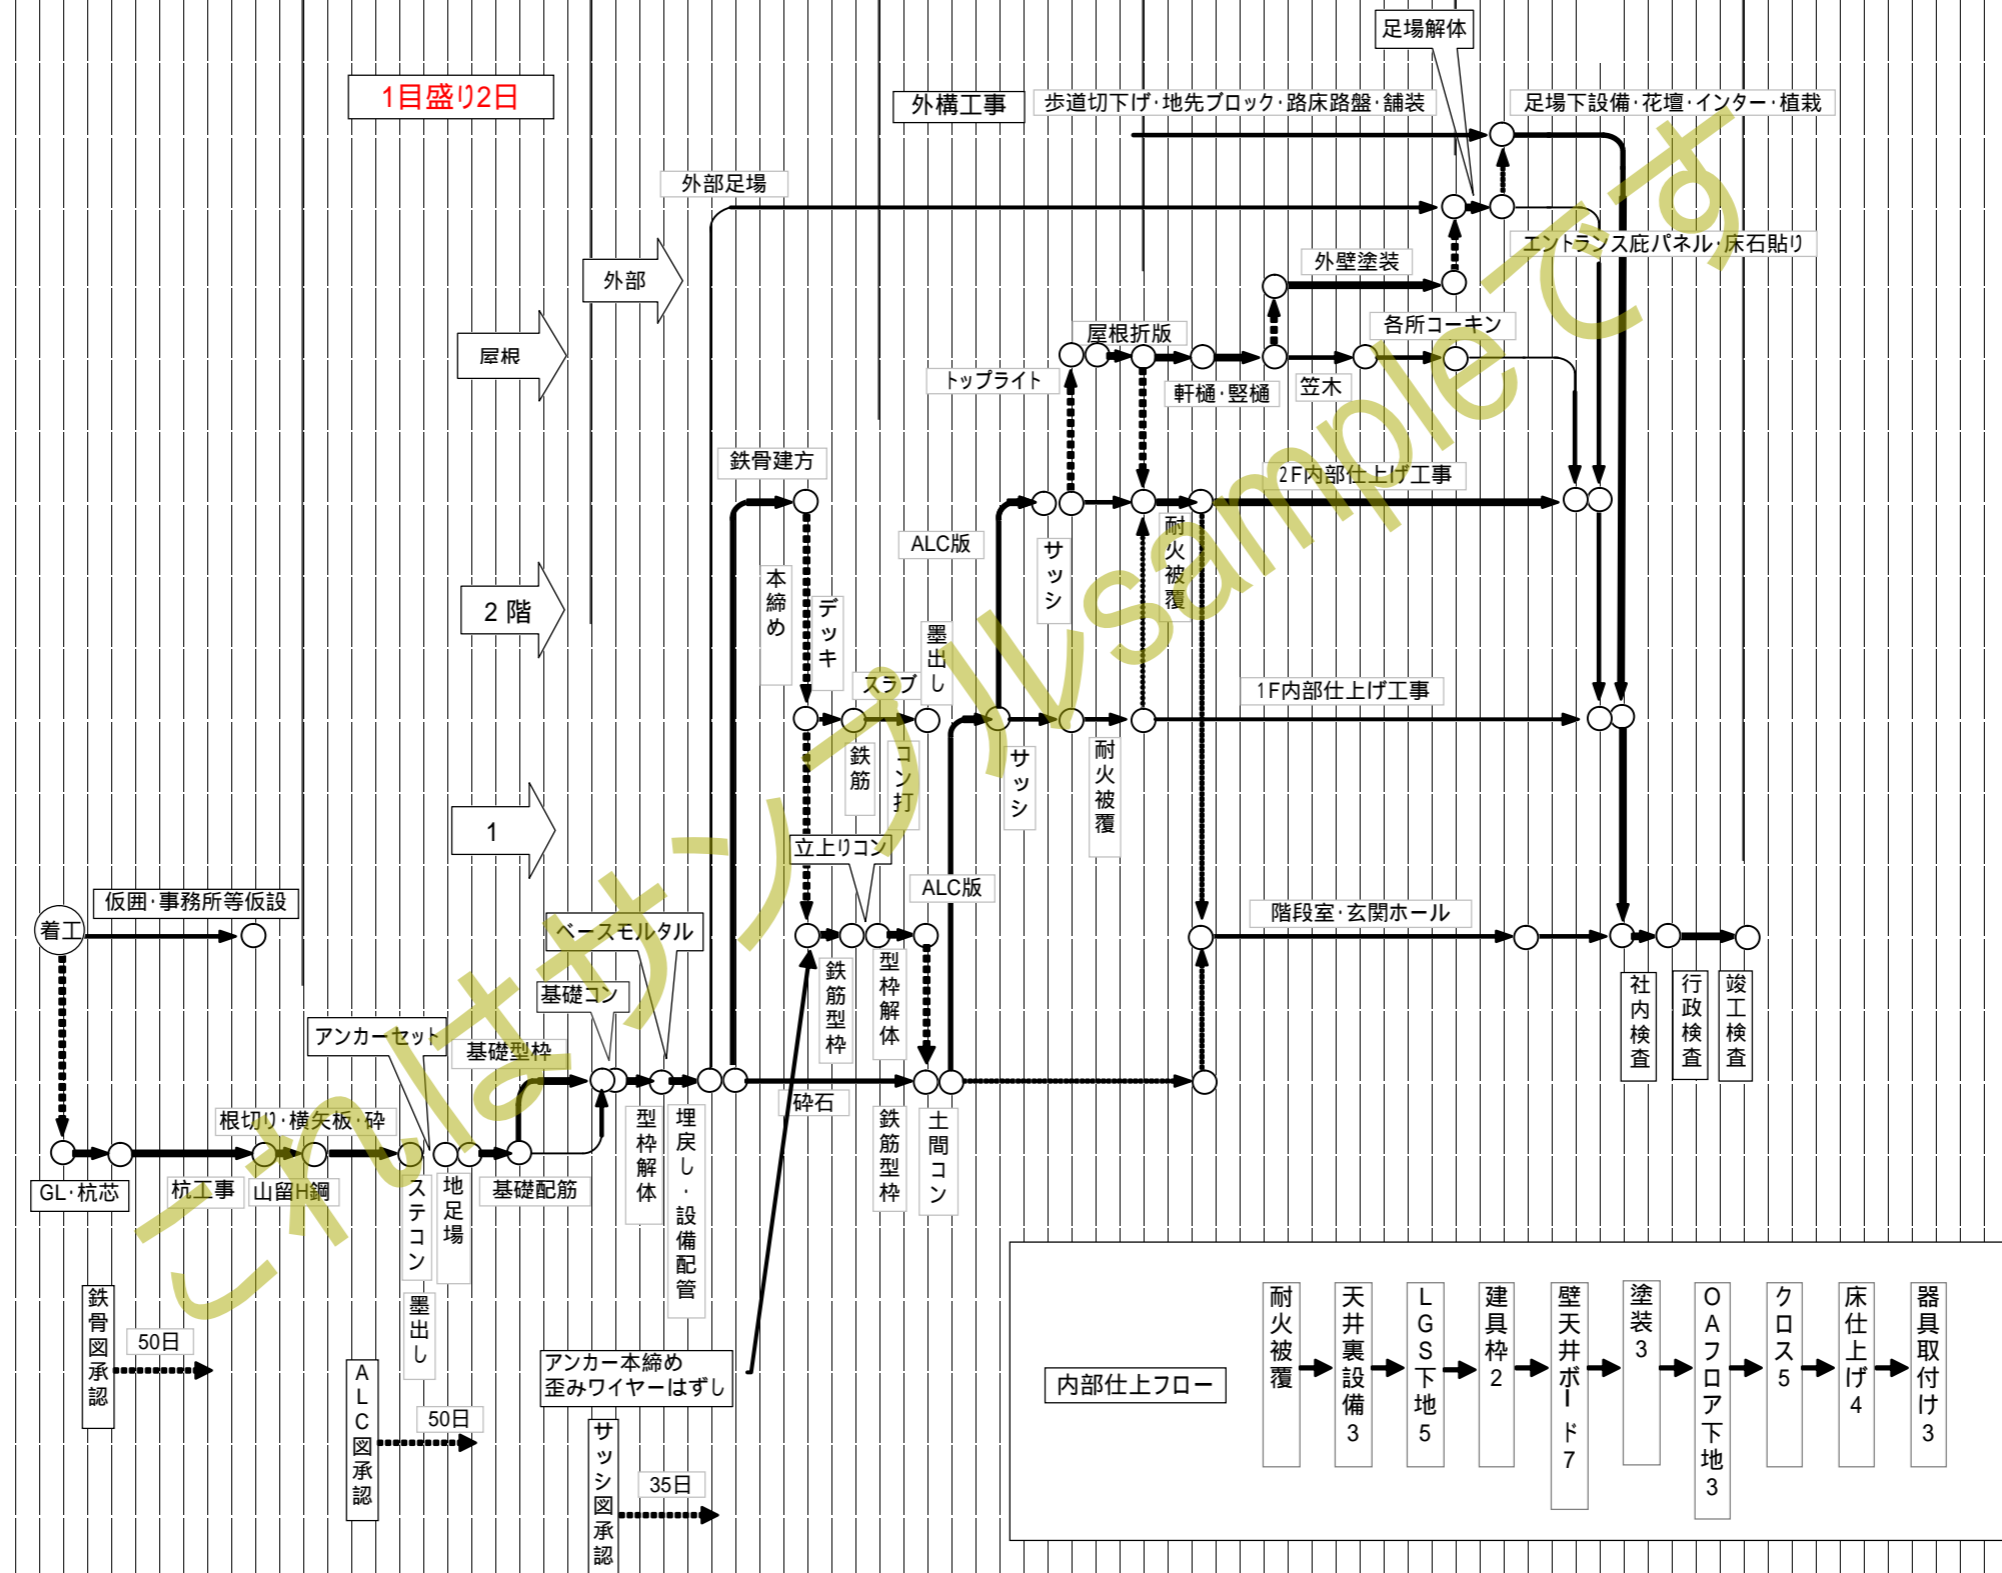 足場解体
1目盛り2日
外構工事
歩道切下げ・地先ブロック・路床路盤・舗装
足場下設備・花壇・インター・植栽
外部足場
エントランス庇パネル・床石貼り
外部
外壁塗装
屋根
屋根折版
各所コーキン
トップライト
軒樋・竪樋
笠木
鉄骨建方
2F内部仕上げ工事
ALC版
サッシ
耐火被覆
2階
本締め
デッキ
墨出し
スラブ
1F内部仕上げ工事
鉄筋
コン打
サッシ
耐火被覆
1
立上りコン
ALC版
着工
仮囲・事務所等仮設
ベースモルタル
階段室・玄関ホール
鉄筋型枠
型枠解体
基礎コン
社内検査
行政検査
竣工検査
アンカーセット
基礎型枠
砕石
根切り・横矢板・砕
型枠解体
埋戻し・設備配管
鉄筋型枠
土間コン
GL・杭芯
杭工事
山留H鋼
ステコン
地足場
基礎配筋
墨出し
鉄骨図承認
50日
ALC図承認
50日
アンカー本締め
歪みワイヤーはずし
サッシ図承認
35日
内部仕上フロー
耐火被覆
天井裏設備3
LGS下地5
建具枠2
壁天井ボード7
塗装3
OAフロア下地3
クロス5
床仕上げ4
器具取付け3
これはサンプルsampleです